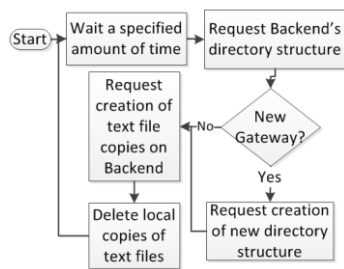 Start
Wait a specified
amount of time
Request Backend's
directory structure
New
Gateway?
No
Yes
Request
creation of
text file
copies on
Backend
Request creation
of new directory
structure
Delete local
copies of
text files